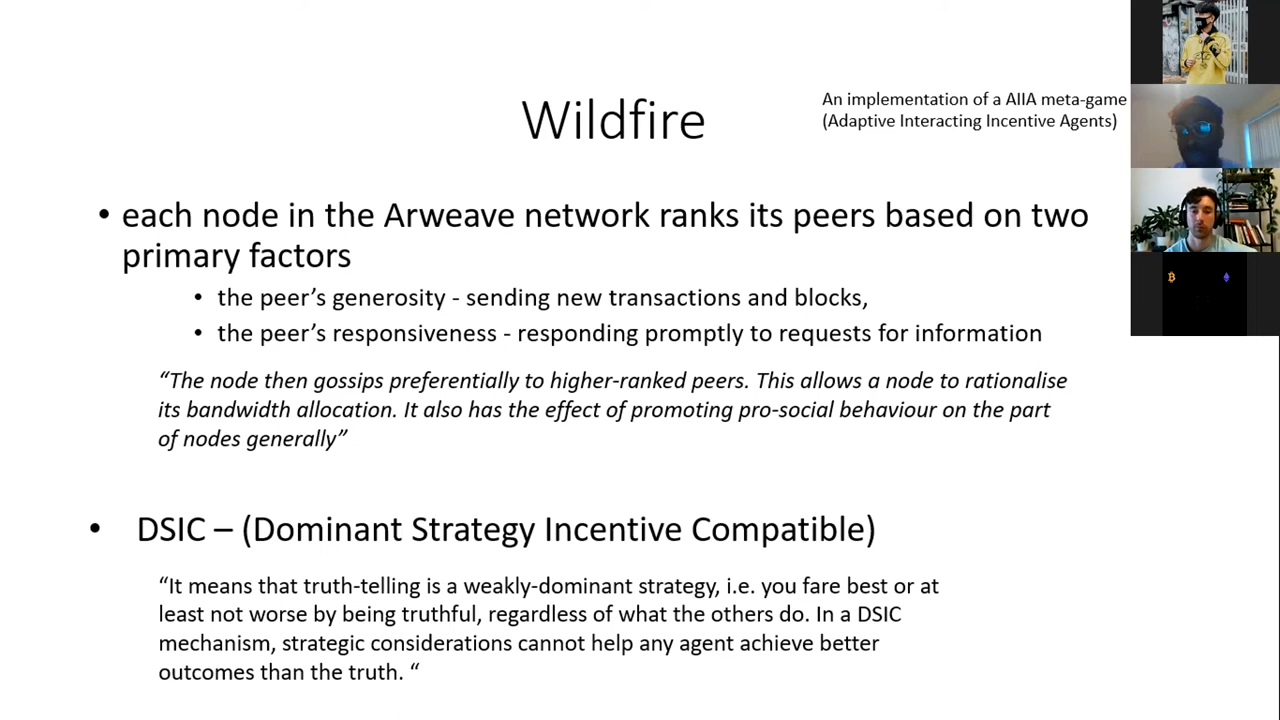 Wildfire
An implementation of a AIIA meta-game
(Adaptive Interacting Incentive Agents)
• each node in the Arweave network ranks its peers based on two
primary factors
• the peer’s generosity - sending new transactions and blocks,
• the peer’s responsiveness - responding promptly to requests for information
“The node then gossips preferentially to higher-ranked peers. This allows a node to rationalise
its bandwidth allocation. It also has the effect of promoting pro-social behaviour on the part
of nodes generally”
• DSIC – (Dominant Strategy Incentive Compatible)
“It means that truth-telling is a weakly-dominant strategy, i.e. you fare best or at
least not worse by being truthful, regardless of what the others do. In a DSIC
mechanism, strategic considerations cannot help any agent achieve better
outcomes than the truth. “